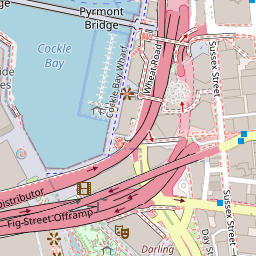 Pyrmont
Bridge
Cockle
Bay
Cockle Bay Wharf
Wheat Road
Sussex Street
Distributor
Fig Street Offramp
Sussex Street
Day
Darling